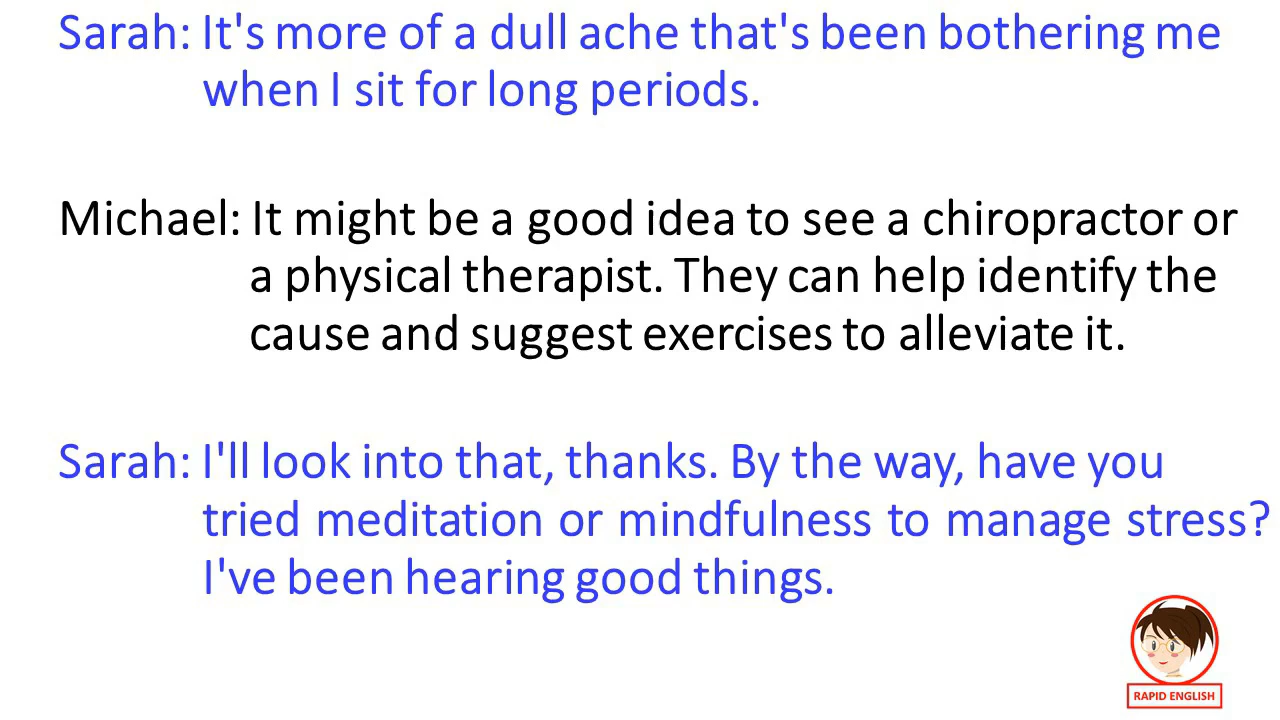 Sarah: It's more of a dull ache that's been bothering me
when I sit for long periods.
Michael: It might be a good idea to see a chiropractor or
a physical therapist. They can help identify the
cause and suggest exercises to alleviate it.
Sarah: I'll look into that, thanks. By the way, have you
tried meditation or mindfulness to manage stress?
I've been hearing good things.
RAPID ENGLISH